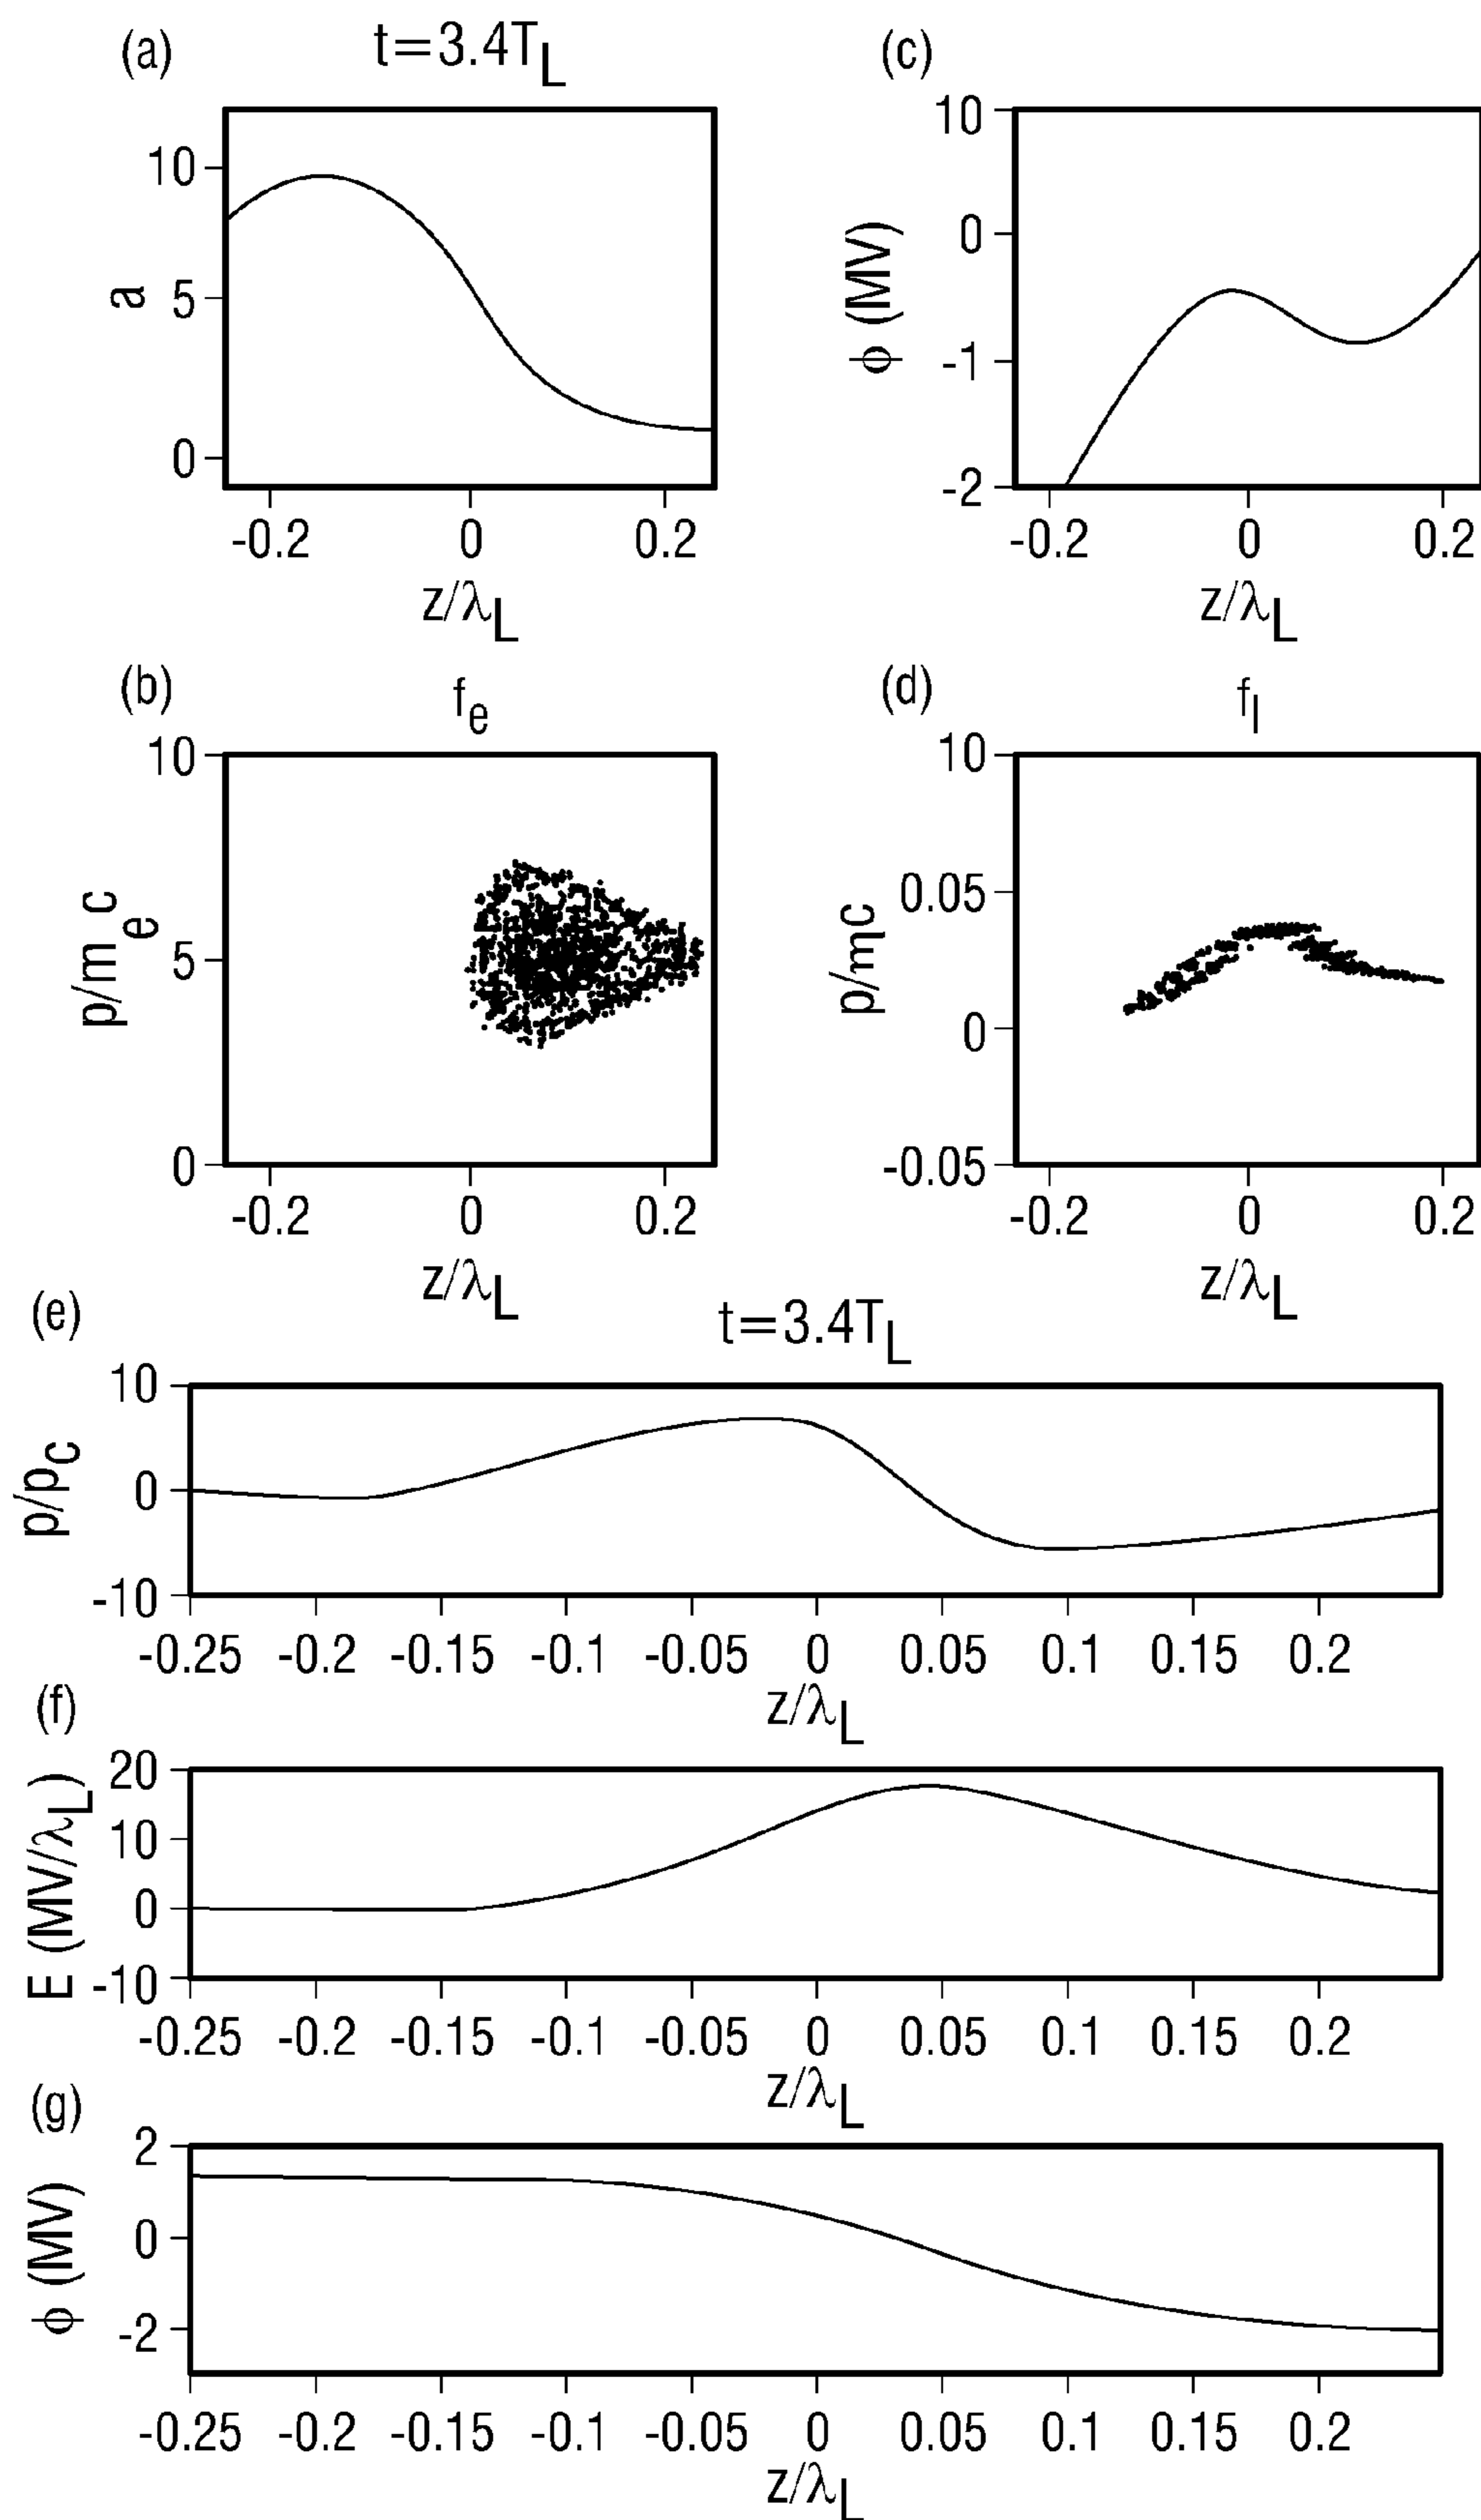 (a)
t=3.4T_L
10
5
0
a
-0.2 0 0.2
z/λ_L
(c)
10
0
-1
-2
φ (MV)
-0.2 0 0.2
z/λ_L
(b)
f_e
10
5
0
p/m_e c
-0.2 0 0.2
z/λ_L
(d)
f_l
10
0.05
0
-0.05
p/mc
-0.2 0 0.2
z/λ_L
(e)
t=3.4T_L
10
0
-10
p/p_c
-0.25 -0.2 -0.15 -0.1 -0.05 0 0.05 0.1 0.15 0.2
z/λ_L
(f)
20
10
0
-10
E (MV/λ_L)
-0.25 -0.2 -0.15 -0.1 -0.05 0 0.05 0.1 0.15 0.2
z/λ_L
(g)
2
0
-2
φ (MV)
-0.25 -0.2 -0.15 -0.1 -0.05 0 0.05 0.1 0.15 0.2
z/λ_L